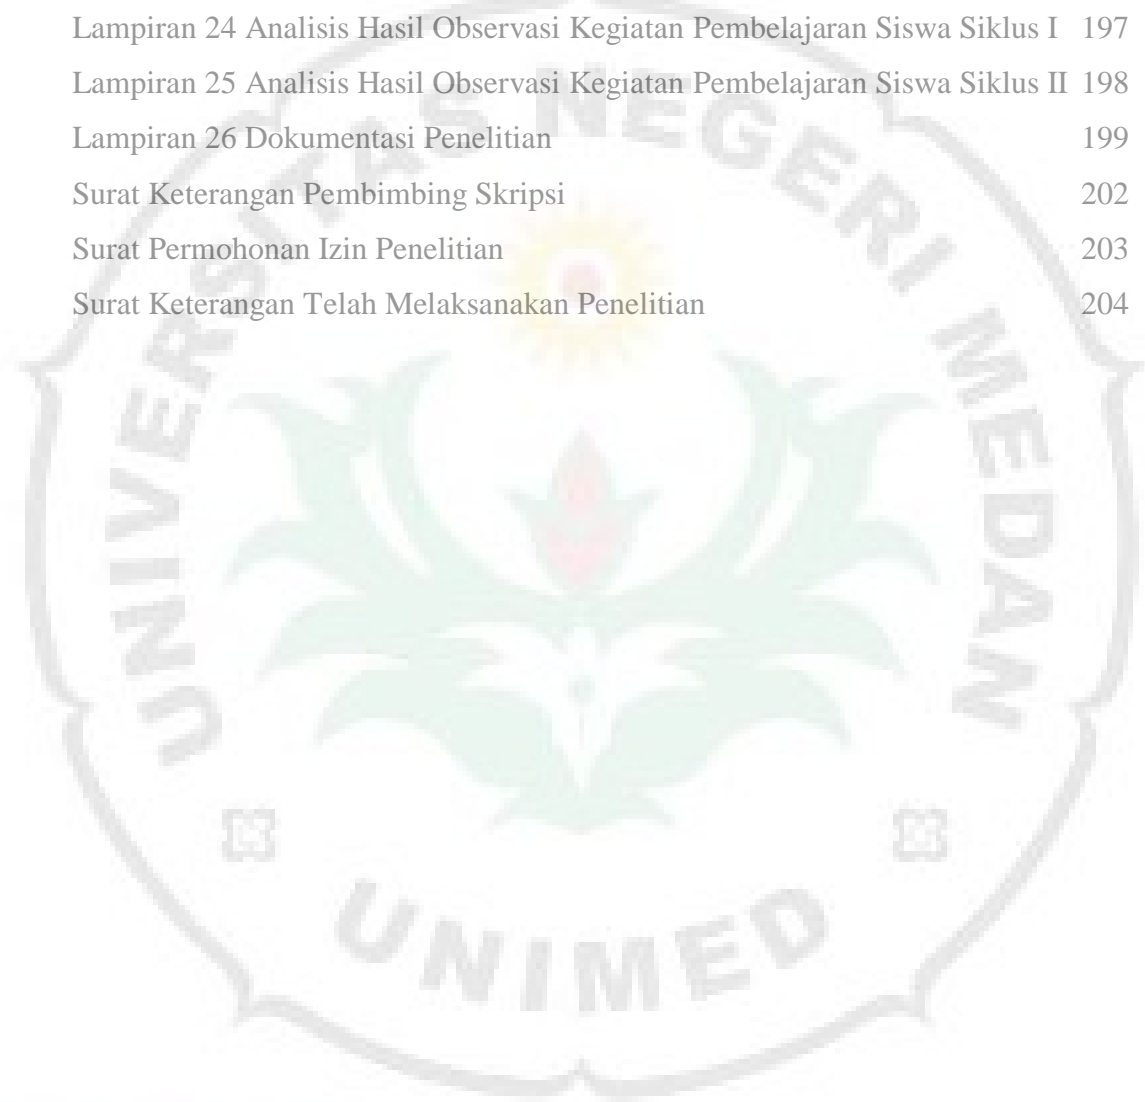 Lampiran 24 Analisis Hasil Observasi Kegiatan Pembelajaran Siswa Siklus I 197
Lampiran 25 Analisis Hasil Observasi Kegiatan Pembelajaran Siswa Siklus II 198
Lampiran 26 Dokumentasi Penelitian 199
Surat Keterangan Pembimbing Skripsi 202
Surat Permohonan Izin Penelitian 203
Surat Keterangan Telah Melaksanakan Penelitian 204
UNIVERSITAS NEGERI MEDAN
UNIMED